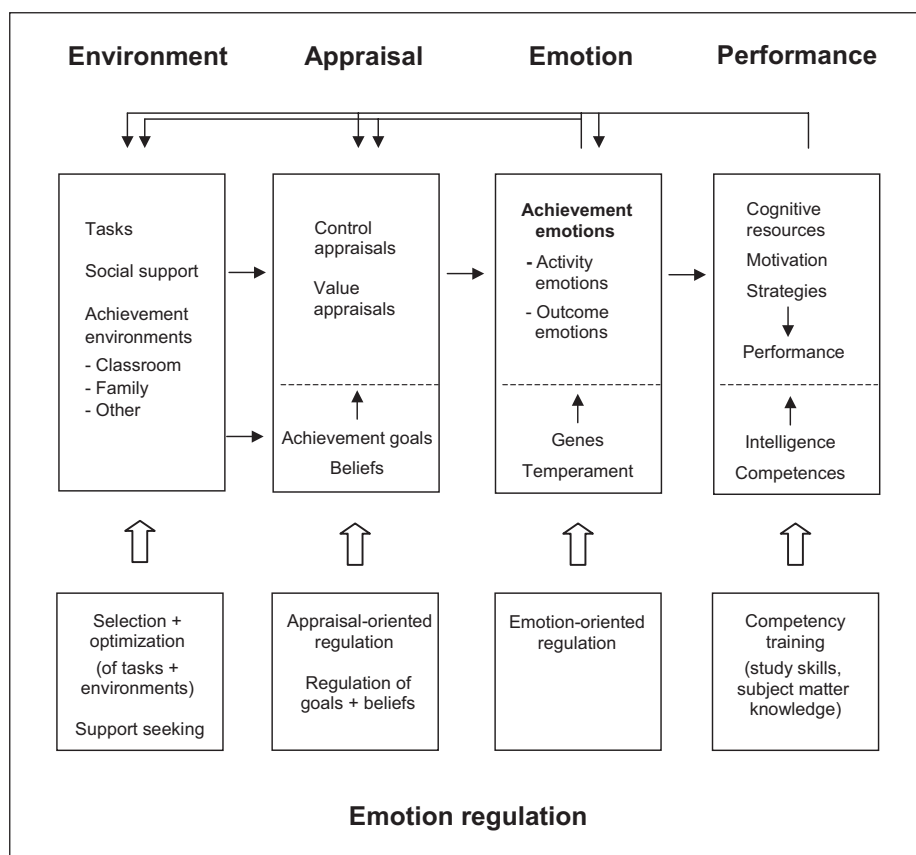 Environment
Appraisal
Emotion
Performance
Tasks
Social support
Achievement
environments
- Classroom
- Family
- Other
Control
appraisals
Value
appraisals
Achievement goals
Beliefs
Achievement
emotions
- Activity
emotions
- Outcome
emotions
Genes
Temperament
Cognitive
resources
Motivation
Strategies
Performance
Intelligence
Competences
Selection +
optimization
(of tasks +
environments)
Support seeking
Appraisal-oriented
regulation
Regulation of
goals + beliefs
Emotion-oriented
regulation
Competency
training
(study skills,
subject matter
knowledge)
Emotion regulation